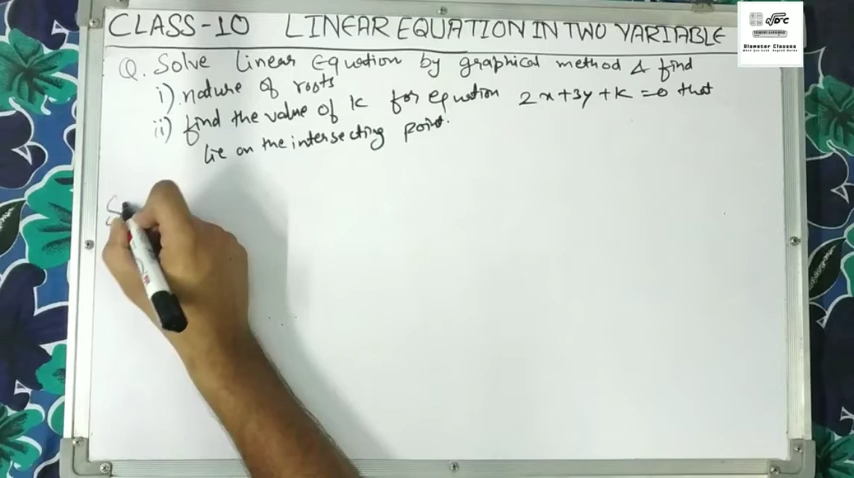 CLASS-10 LINEAR EQUATION IN TWO VARIABLE
Q. Solve linear Equation by graphical method & find
i) nature of roots
ii) find the value of k for equation 2x+3y+k=0 that
lie on the intersecting point.
Diameter Classes